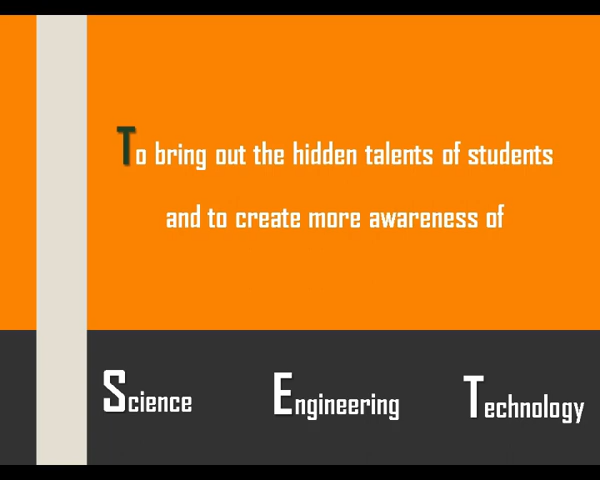 To bring out the hidden talents of students
and to create more awareness of
Science Engineering Technology